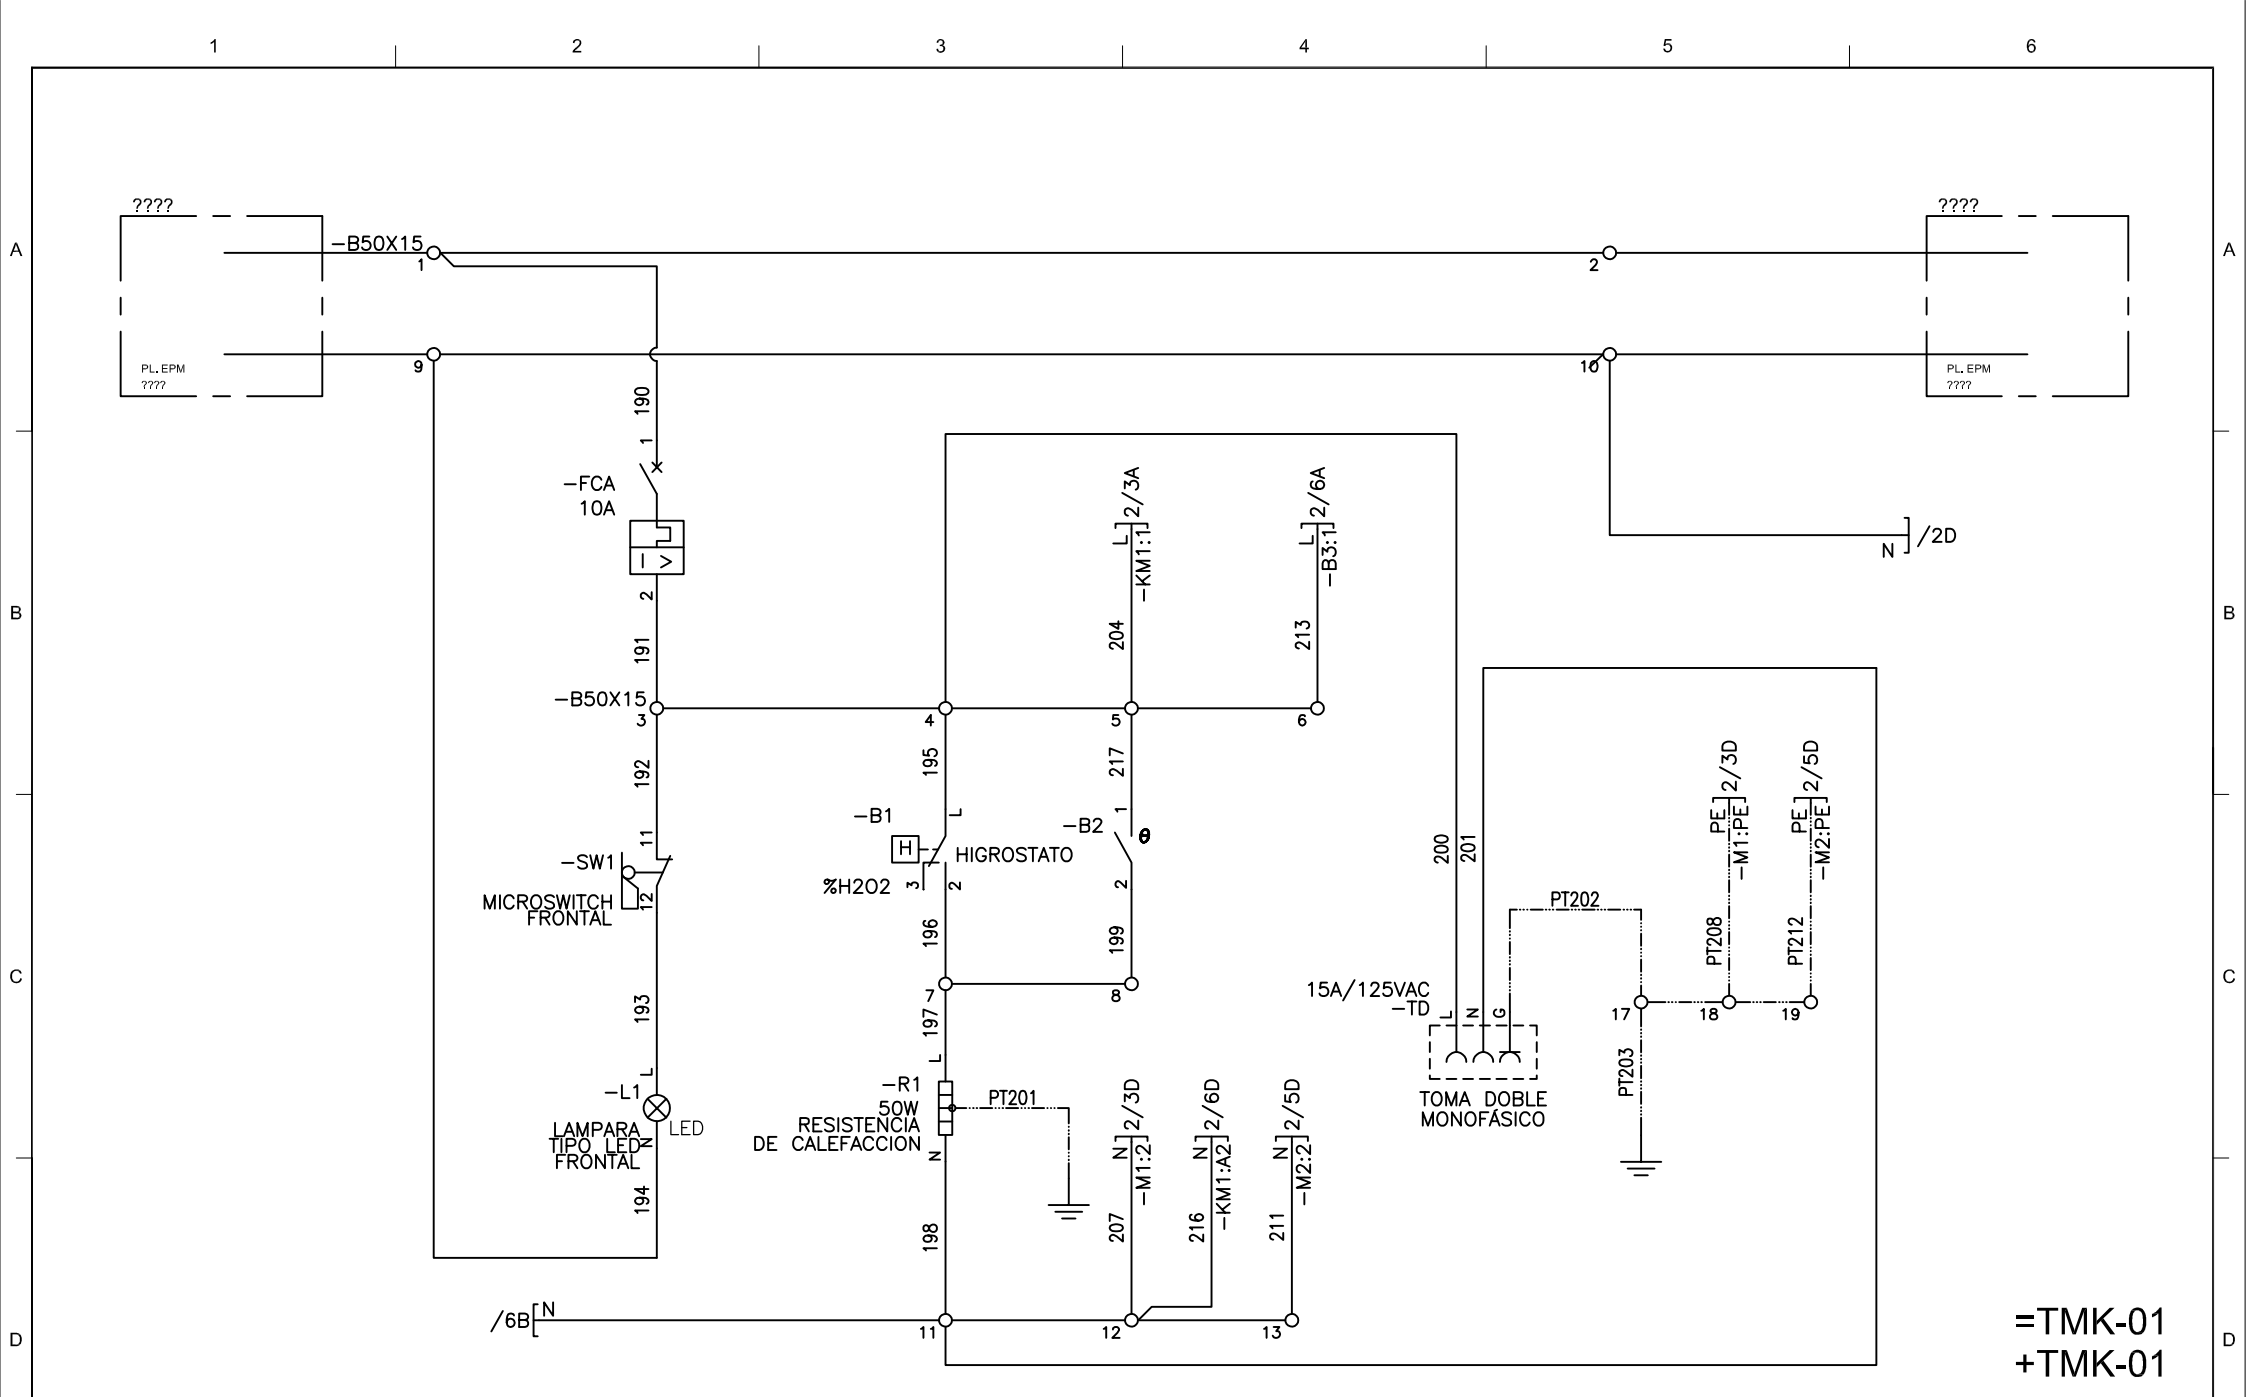 1 2 3 4 5 6
A
????
PL. EPM
????
-B50X15
1
2
????
PL. EPM
????
A
9
10
190
1
-FCA
10A
I >
2
191
2/3A
L
-KM1:1
204
2/6A
L
-B3:1
213
N /2D
B
B
-B50X15
3
4
5
6
192
195
217
2/3D
PE
-M1:PE
2/5D
PE
-M2:PE
11
-SW1
12
MICROSWITCH
FRONTAL
-B1
L
H
HIGROSTATO
%H2O2
3
2
-B2
1
θ
2
200
201
PT202
PT208
PT212
193
196
199
C
C
7
8
15A/125VAC
-TD
L
N
G
17
18
19
197
PT203
L
-L1
LED
LAMPARA
TIPO LED
FRONTAL
N
L
-R1
50W
RESISTENCIA
DE CALEFACCION
N
PT201
2/3D
N
-M1:2
2/6D
N
-KM1:A2
2/5D
N
-M2:2
TOMA DOBLE
MONOFÁSICO
194
198
207
216
211
/6B N
11
12
13
D
=TMK-01
+TMK-01
D